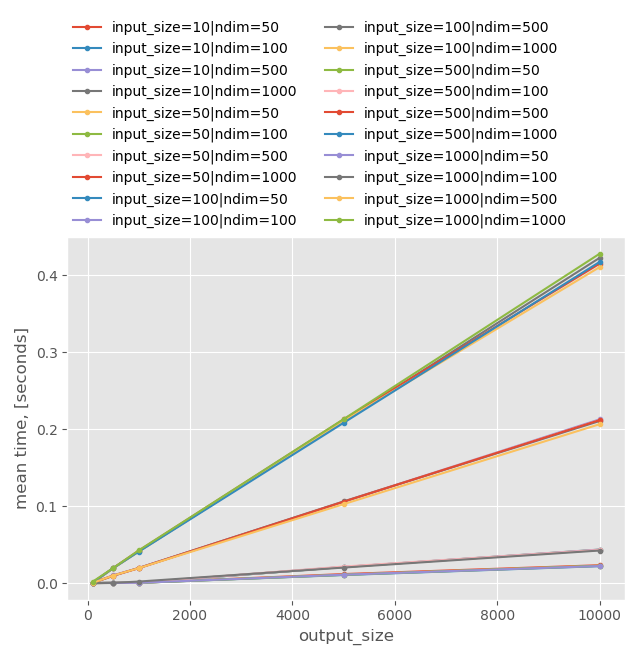 input_size=10|ndim=50
input_size=10|ndim=100
input_size=10|ndim=500
input_size=10|ndim=1000
input_size=50|ndim=50
input_size=50|ndim=100
input_size=50|ndim=500
input_size=50|ndim=1000
input_size=100|ndim=50
input_size=100|ndim=100
input_size=100|ndim=500
input_size=100|ndim=1000
input_size=500|ndim=50
input_size=500|ndim=100
input_size=500|ndim=500
input_size=500|ndim=1000
input_size=1000|ndim=50
input_size=1000|ndim=100
input_size=1000|ndim=500
input_size=1000|ndim=1000
mean time, [seconds]
0.4
0.3
0.2
0.1
0.0
0
2000
4000
6000
8000
10000
output_size